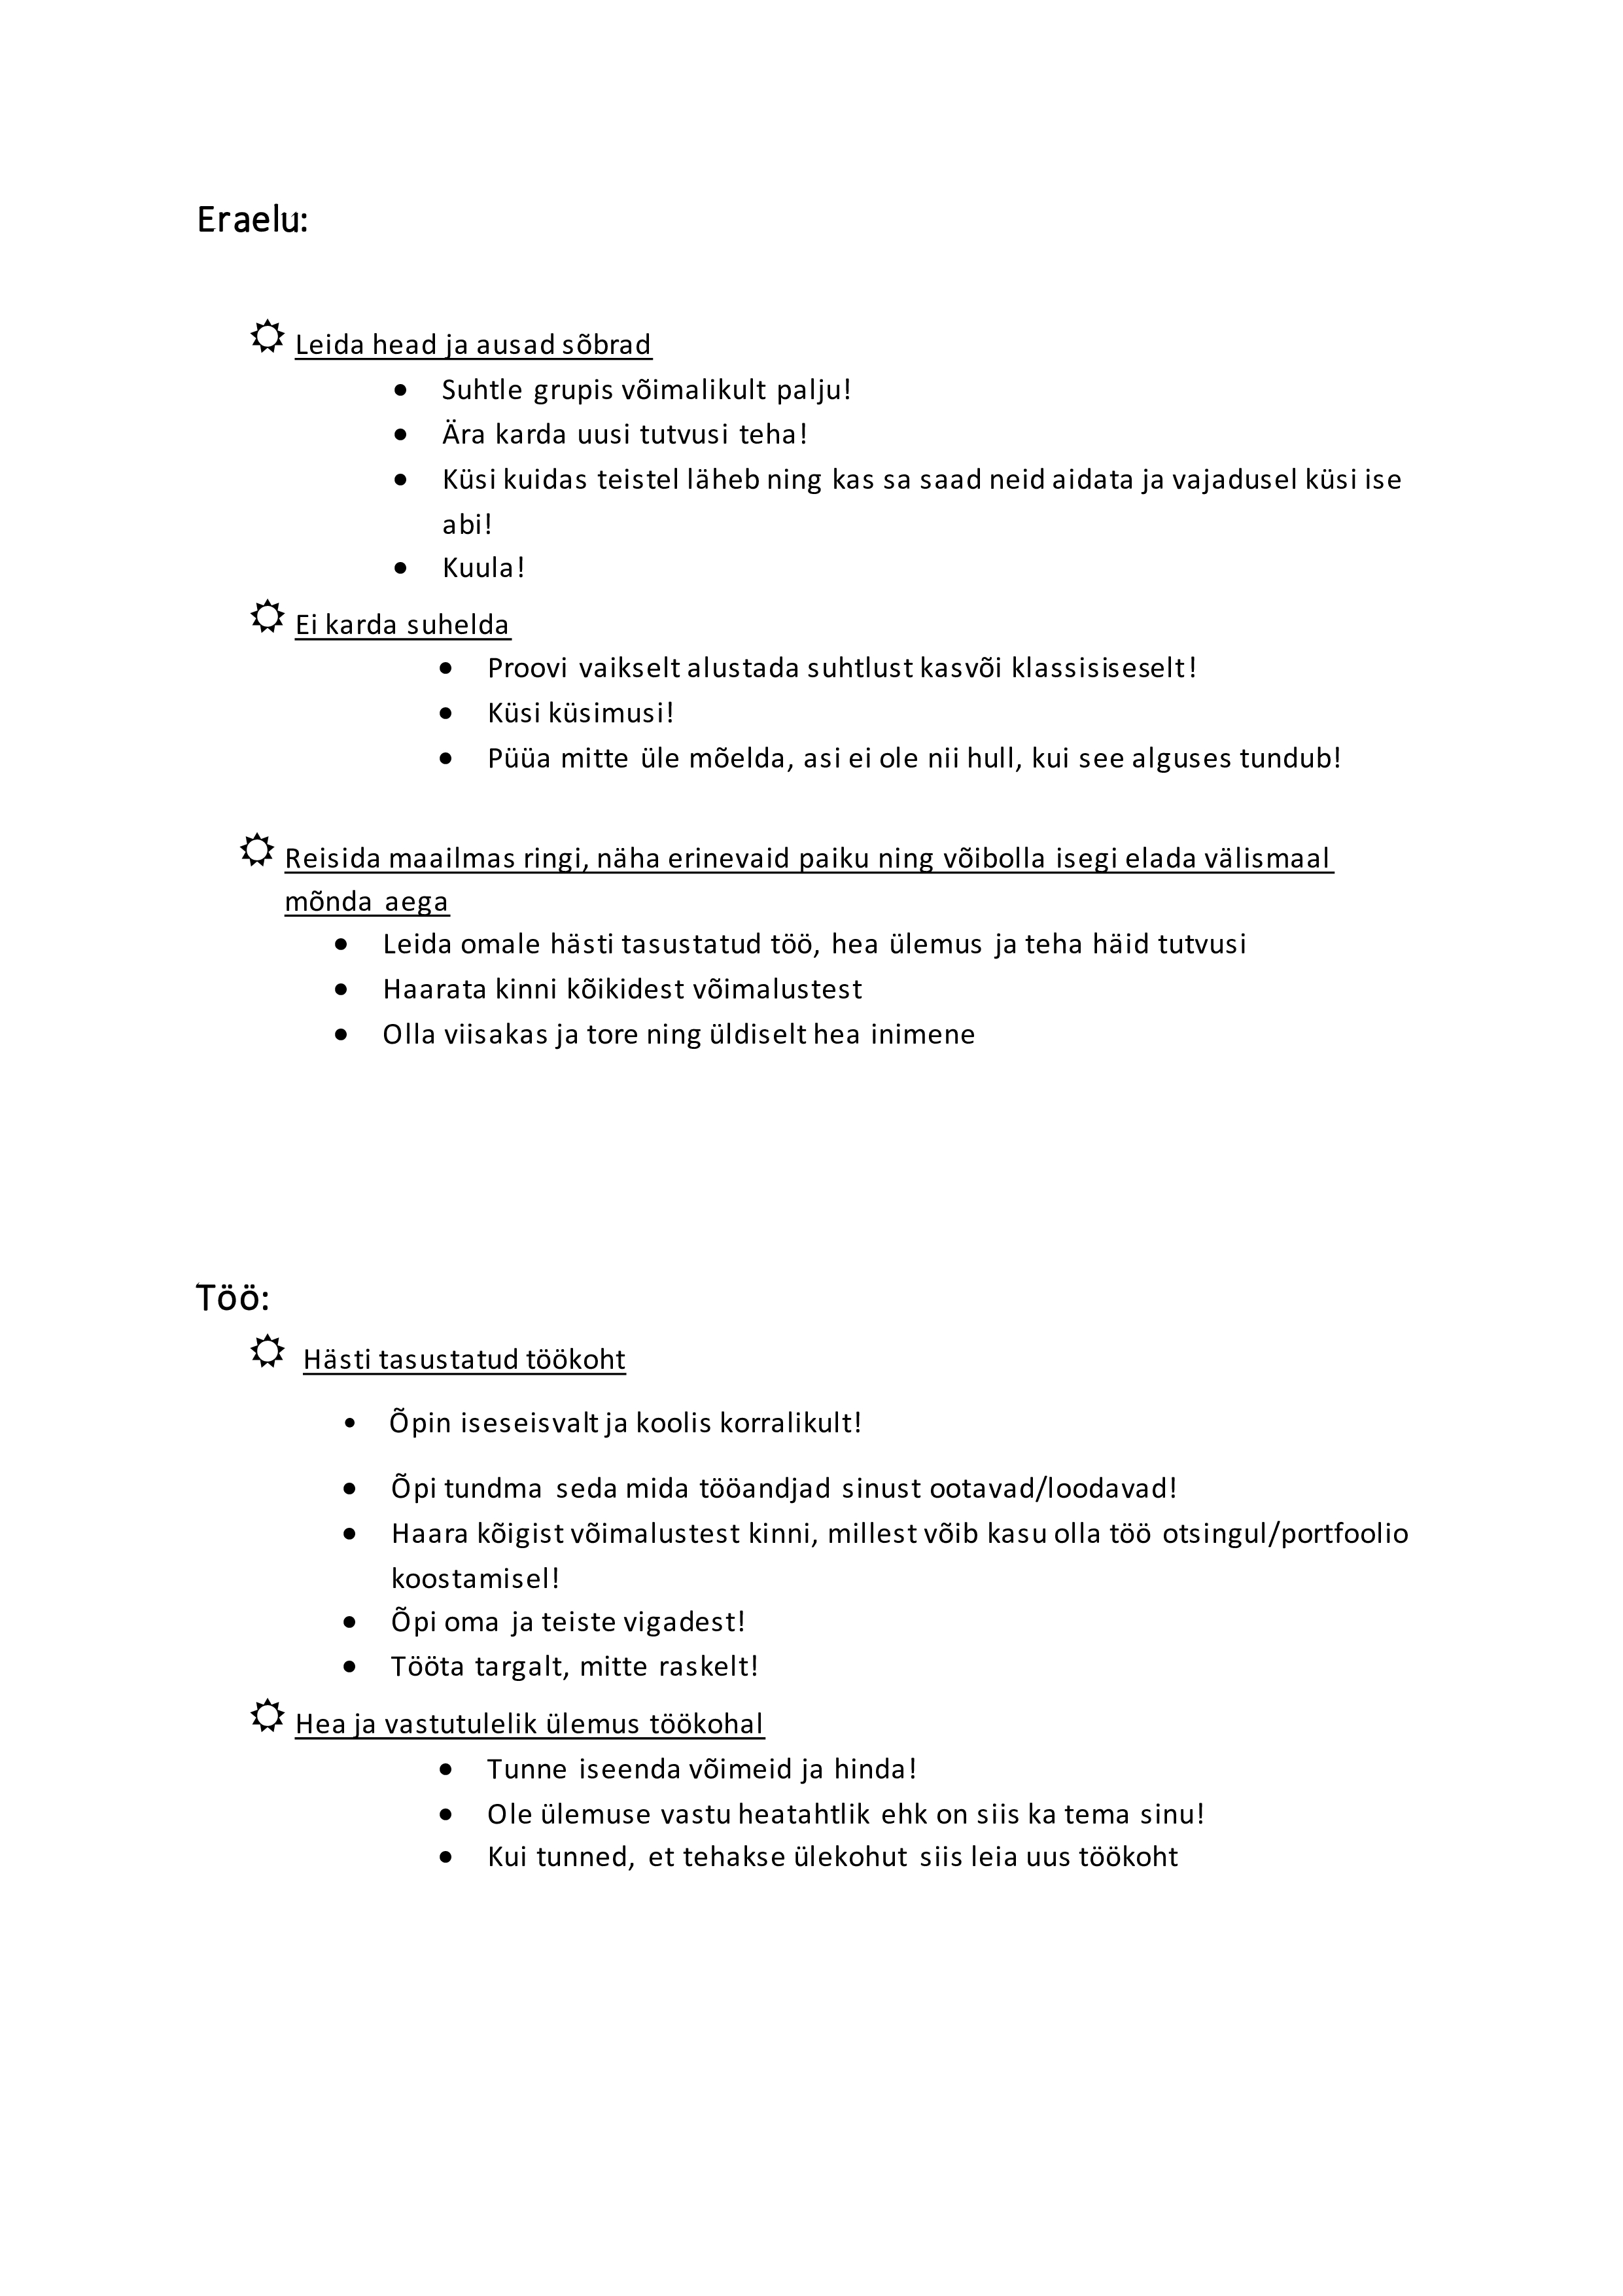 Eraelu:
Leida head ja ausad sõbrad
• Suhtle grupis võimalikult palju!
• Ära karda uusi tutvusi teha!
• Küsi kuidas teistel läheb ning kas sa saad neid aidata ja vajadusel küsi ise
abi!
• Kuula!
Ei karda suhelda
• Proovi vaikselt alustada suhtlust kasvõi klassisiseselt!
• Küsi küsimusi!
• Püüa mitte üle mõelda, asi ei ole nii hull, kui see alguses tundub!
Reisida maailmas ringi, näha erinevaid paiku ning võibolla isegi elada välismaal
mõnda aega
• Leida omale hästi tasustatud töö, hea ülemus ja teha häid tutvusi
• Haarata kinni kõikidest võimalustest
• Olla viisakas ja tore ning üldiselt hea inimene
Töö:
Hästi tasustatud töökoht
• Õpin iseseisvalt ja koolis korralikult!
• Õpi tundma seda mida tööandjad sinust ootavad/loodavad!
• Haara kõigist võimalustest kinni, millest võib kasu olla töö otsingul/portfoolio
koostamisel!
• Õpi oma ja teiste vigadest!
• Tööta targalt, mitte raskelt!
Hea ja vastutulelik ülemus töökohal
• Tunne iseenda võimeid ja hinda!
• Ole ülemuse vastu heatahtlik ehk on siis ka tema sinu!
• Kui tunned, et tehakse ülekohut siis leia uus töökoht